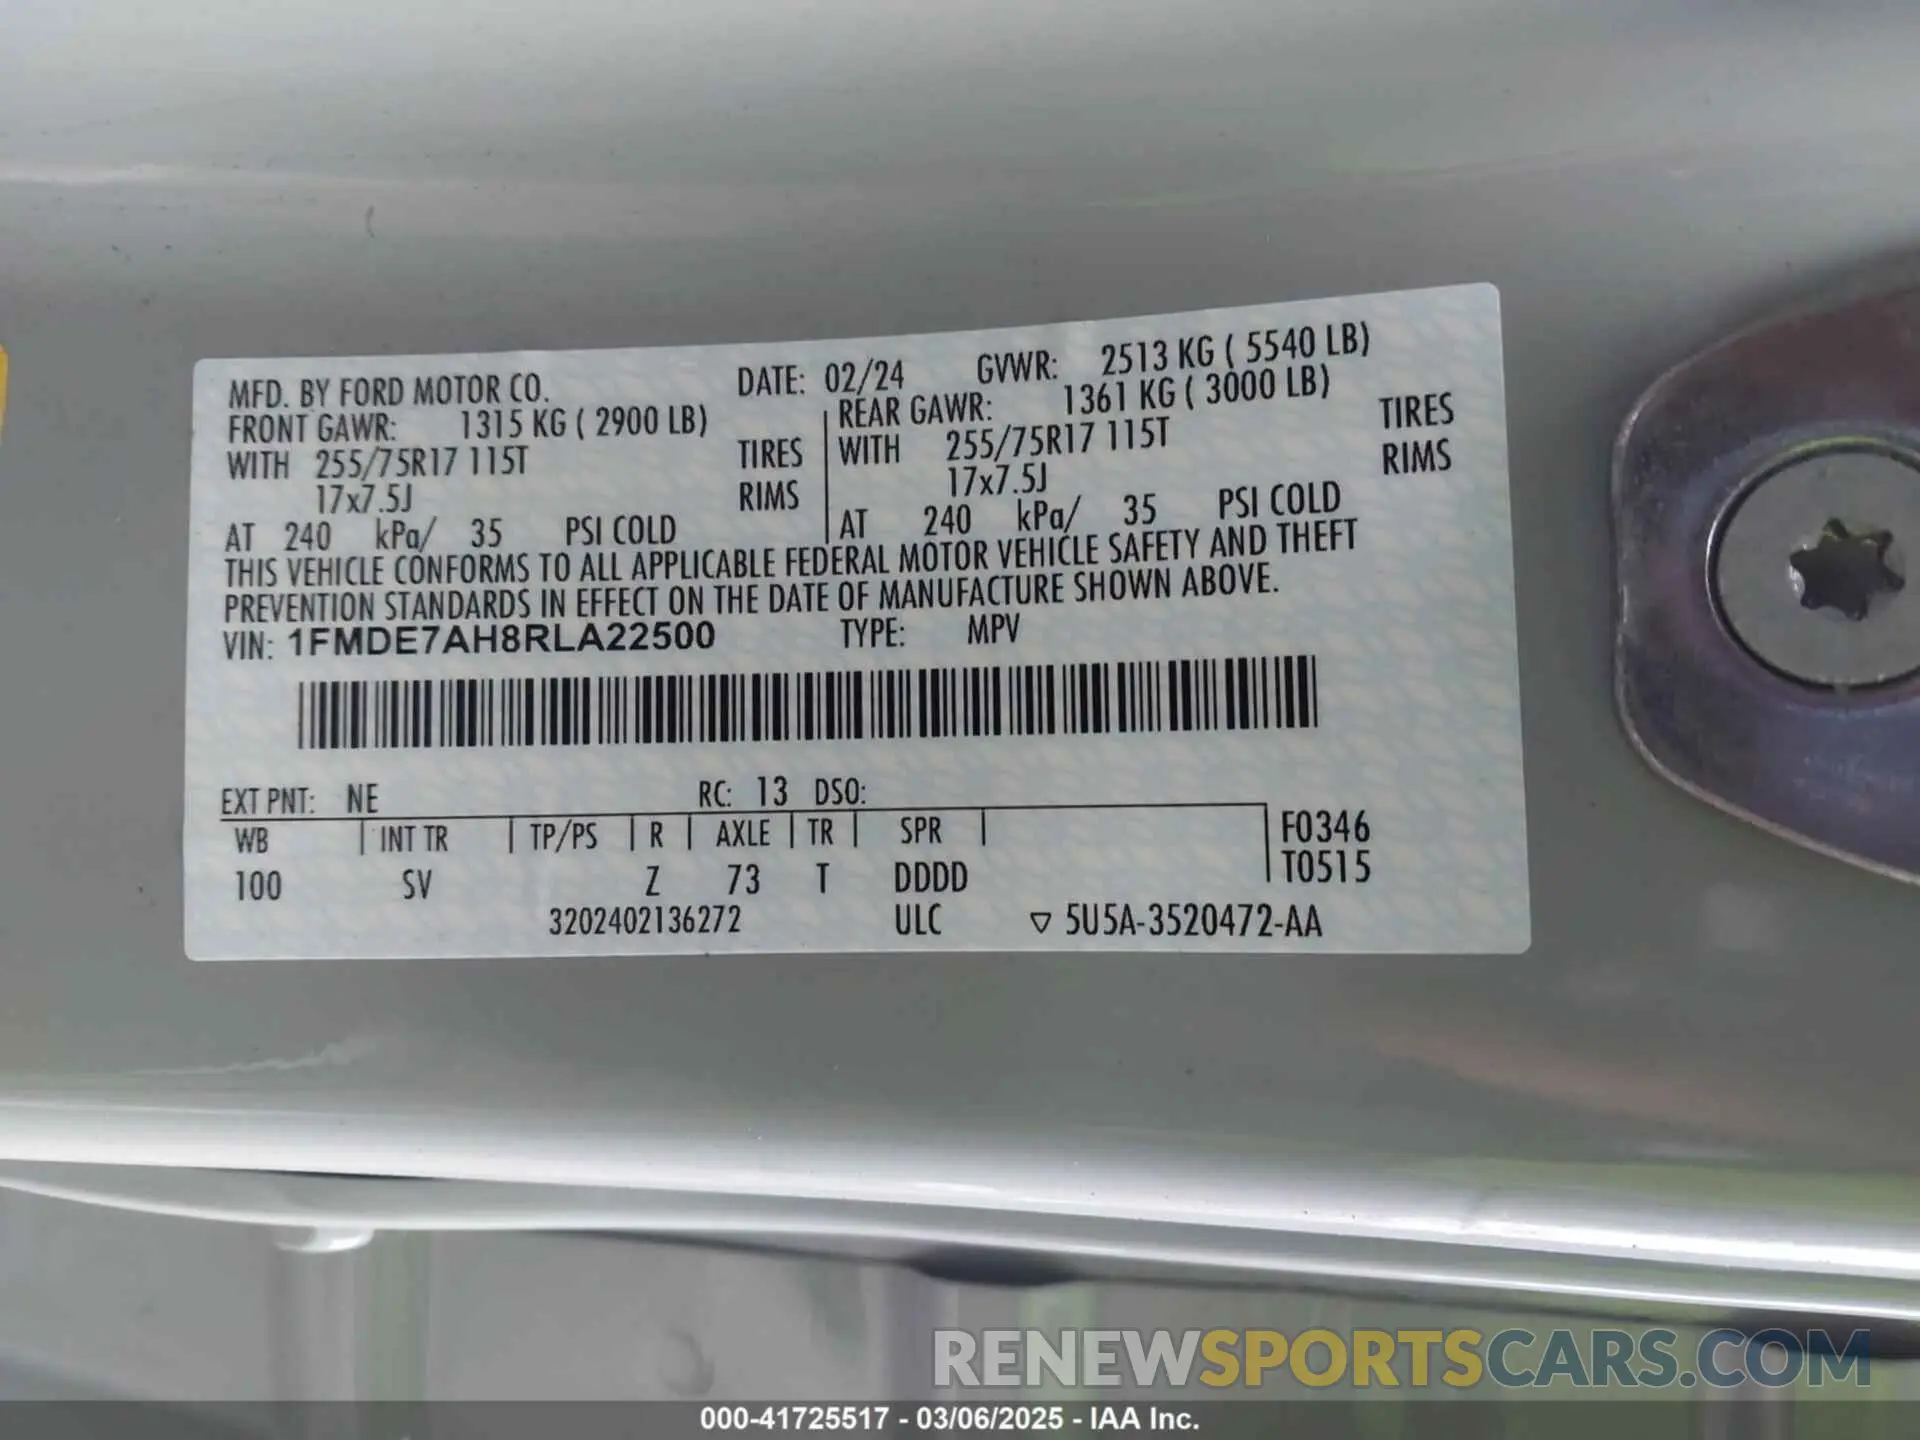 MFD. BY FORD MOTOR CO. DATE: 02/24 GVWR: 2513 KG ( 5540 LB)
FRONT GAWR: 1315 KG ( 2900 LB) REAR GAWR: 1361 KG ( 3000 LB)
WITH 255/75R17 115T TIRES WITH 255/75R17 115T TIRES
17x7.5J RIMS 17x7.5J RIMS
AT 240 kPa/ 35 PSI COLD AT 240 kPa/ 35 PSI COLD
THIS VEHICLE CONFORMS TO ALL APPLICABLE FEDERAL MOTOR VEHICLE SAFETY AND THEFT
PREVENTION STANDARDS IN EFFECT ON THE DATE OF MANUFACTURE SHOWN ABOVE.
VIN: 1FMDE7AH8RLA22500 TYPE: MPV
EXT PNT: NE RC: 13 DSO:
WB INT TR TP/PS R AXLE TR SPR F0346
100 SV Z 73 T DDDD T0515
3202402136272 ULC ▽ 5U5A-3520472-AA
RENEWSPORTSCARS.COM
000-41725517 - 03/06/2025 - IAA Inc.